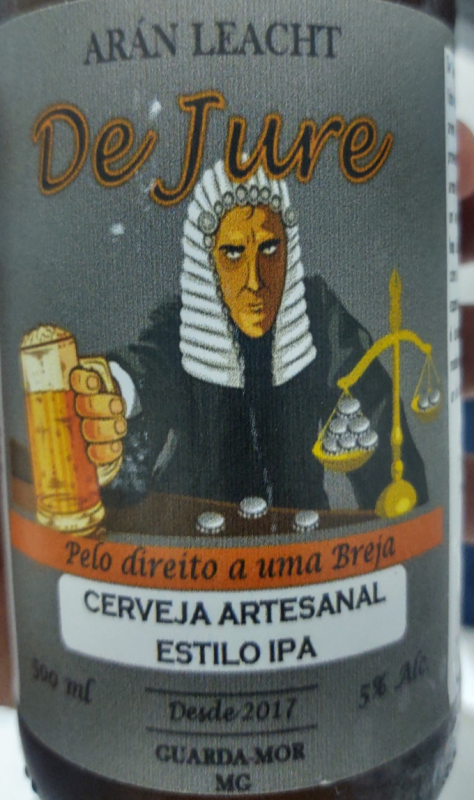 ARÁN LEACHT
De Jure
Pelo direito a uma Breja
CERVEJA ARTESANAL
ESTILO IPA
500 ml
5% Alc.
Desde 2017
GUARDA-MOR
MG